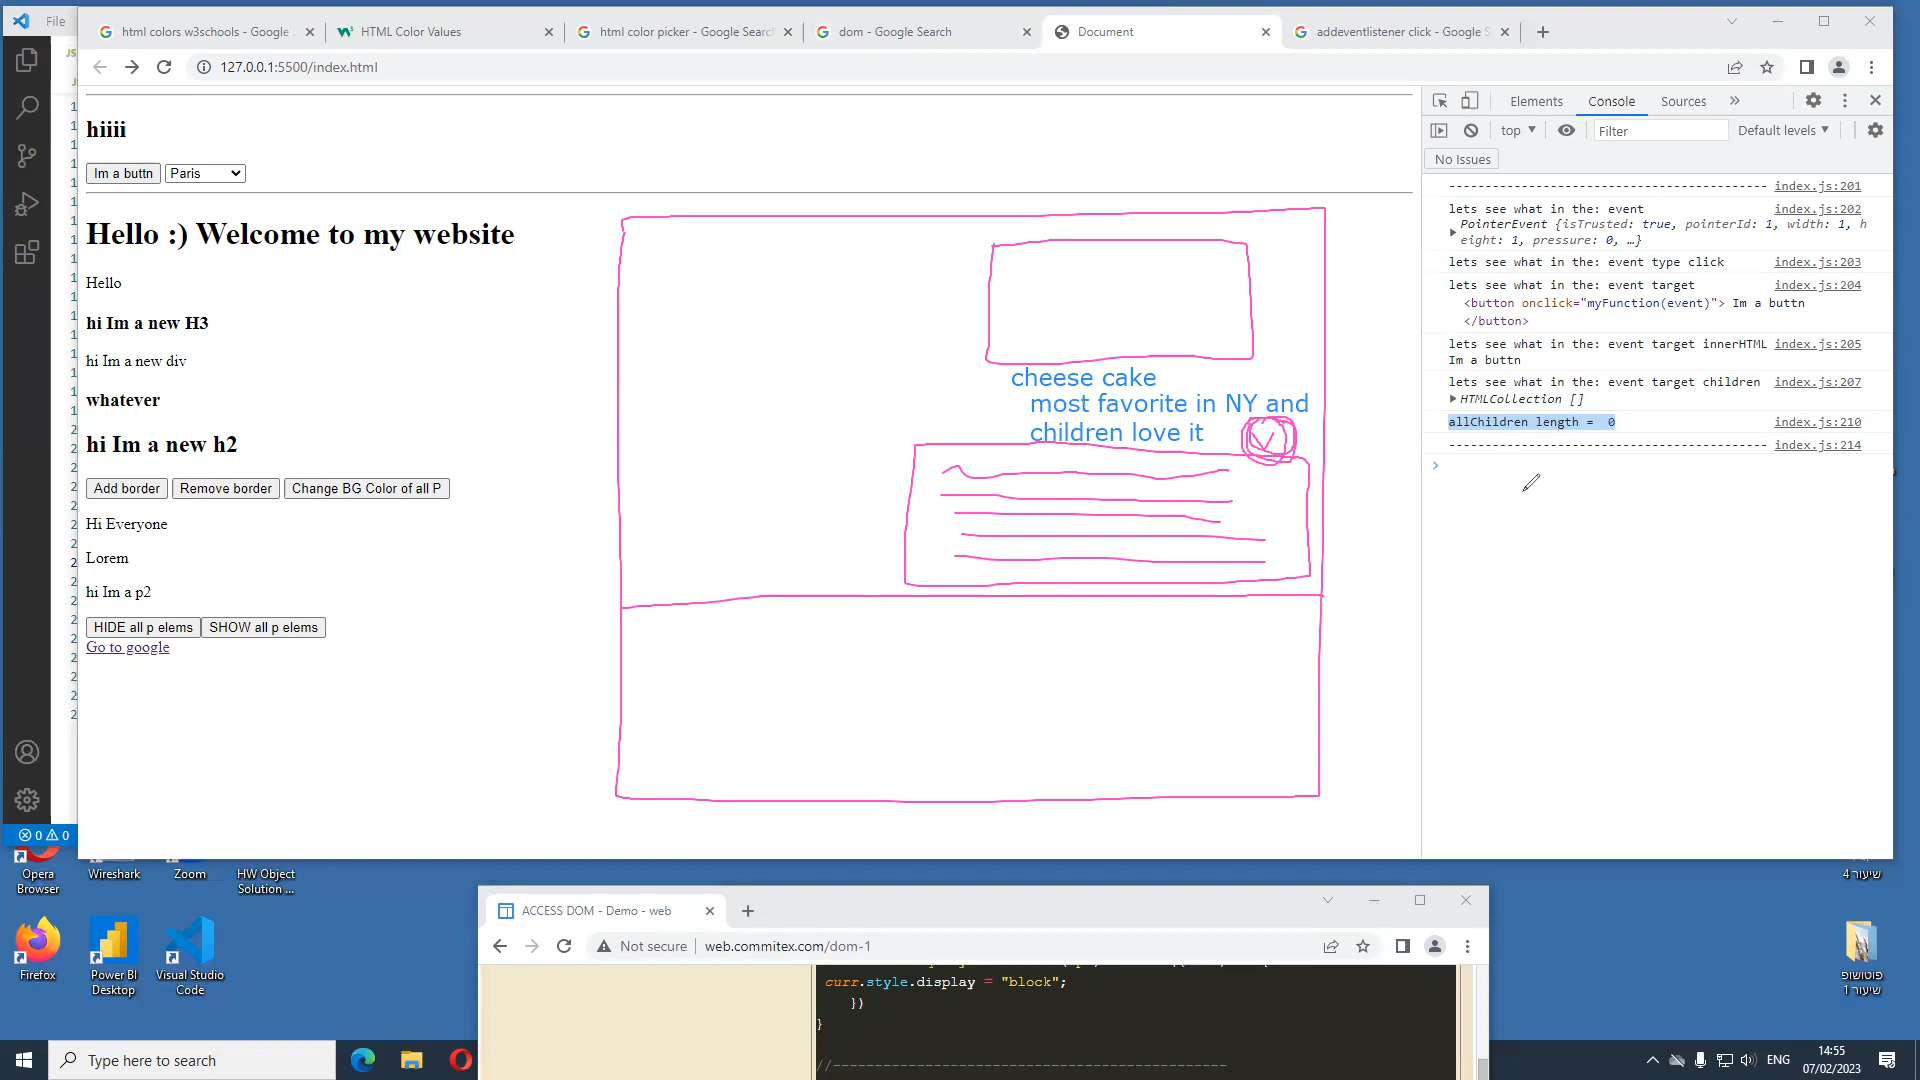 File
html colors w3schools - Google
HTML Color Values
html color picker - Google Searc
dom - Google Search
Document
addeventlistener click - Google S
127.0.0.1:5500/index.html
hiiii
Im a buttn
Paris
Hello :) Welcome to my website
Hello
hi Im a new H3
hi Im a new div
whatever
hi Im a new h2
Add border
Remove border
Change BG Color of all P
Hi Everyone
Lorem
hi Im a p2
HIDE all p elems
SHOW all p elems
Go to google
cheese cake
most favorite in NY and
children love it
Elements
Console
Sources
top
Filter
Default levels
No Issues
-------------------------------------------- index.js:201
lets see what in the: event index.js:202
PointerEvent {isTrusted: true, pointerId: 1, width: 1, h
eight: 1, pressure: 0, …}
lets see what in the: event type click index.js:203
lets see what in the: event target index.js:204
<button onclick="myFunction(event)"> Im a buttn
</button>
lets see what in the: event target innerHTML index.js:205
Im a buttn
lets see what in the: event target children index.js:207
HTMLCollection []
allChildren length = 0 index.js:210
-------------------------------------------- index.js:214
0
0
Opera
Browser
Wireshark
Zoom
HW Object
Solution ...
Firefox
Power BI
Desktop
Visual Studio
Code
שיעור 4
פוטושופ
שיעור 1
ACCESS DOM - Demo - web
Not secure
web.commitex.com/dom-1
curr.style.display = "block";
})
}
//---------------------------------------------
Type here to search
ENG
14:55
07/02/2023